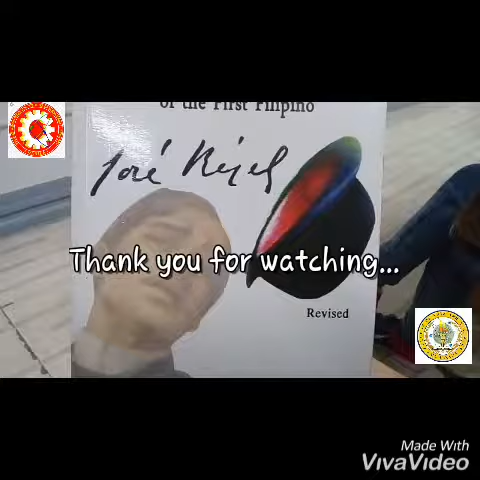 of the First Filipino
José Rizal
Thank you for watching...
Revised
Made With
VivaVideo